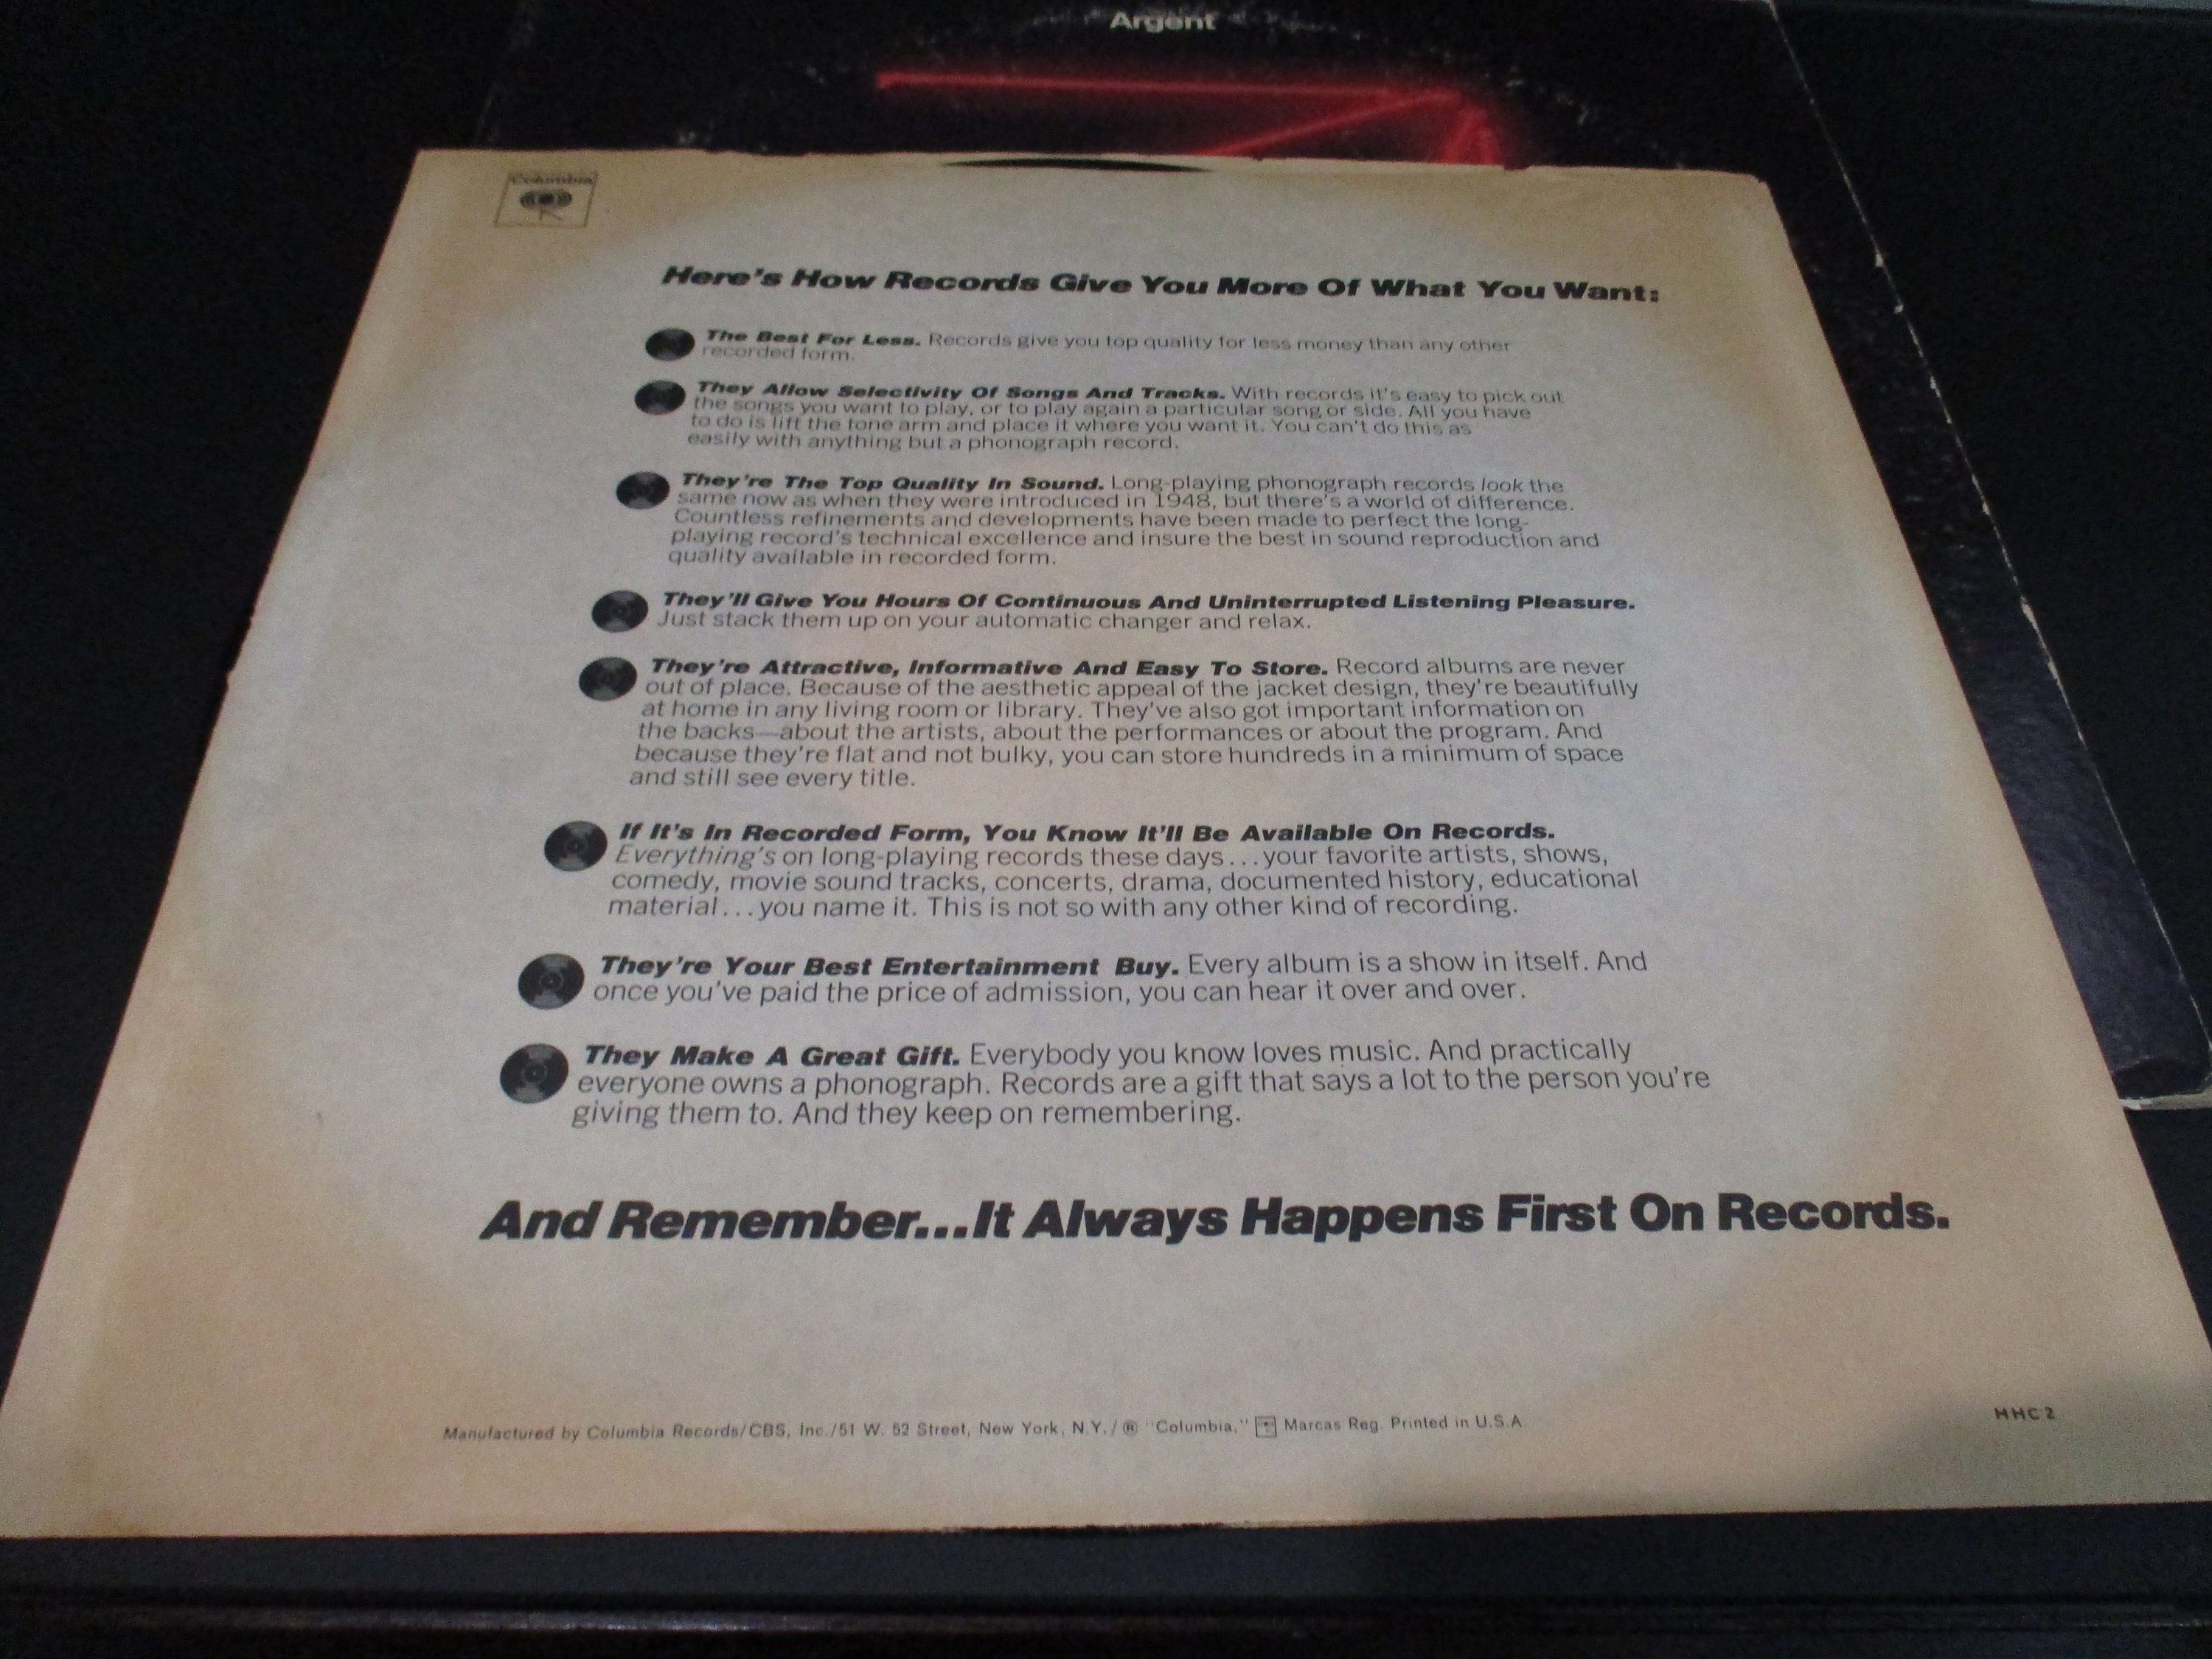 Argent
Columbia
Here's How Records Give You More Of What You Want:
The Best For Less. Records give you top quality for less money than any other
recorded form.
They Allow Selectivity Of Songs And Tracks. With records it's easy to pick out
the songs you want to play, or to play again a particular song or side. All you have
to do is lift the tone arm and place it where you want it. You can't do this as
easily with anything but a phonograph record.
They're The Top Quality In Sound. Long-playing phonograph records look the
same now as when they were introduced in 1948, but there's a world of difference.
Countless refinements and developments have been made to perfect the long-
playing record's technical excellence and insure the best in sound reproduction and
quality available in recorded form.
They'll Give You Hours Of Continuous And Uninterrupted Listening Pleasure.
Just stack them up on your automatic changer and relax.
They're Attractive, Informative And Easy To Store. Record albums are never
out of place. Because of the aesthetic appeal of the jacket design, they're beautifully
at home in any living room or library. They've also got important information on
the backs—about the artists, about the performances or about the program. And
because they're flat and not bulky, you can store hundreds in a minimum of space
and still see every title.
If It's In Recorded Form, You Know It'll Be Available On Records.
Everything's on long-playing records these days...your favorite artists, shows,
comedy, movie sound tracks, concerts, drama, documented history, educational
material...you name it. This is not so with any other kind of recording.
They're Your Best Entertainment Buy. Every album is a show in itself. And
once you've paid the price of admission, you can hear it over and over.
They Make A Great Gift. Everybody you know loves music. And practically
everyone owns a phonograph. Records are a gift that says a lot to the person you're
giving them to. And they keep on remembering.
And Remember...It Always Happens First On Records.
Manufactured by Columbia Records/CBS, Inc./51 W. 52 Street, New York, N.Y./® "Columbia," Marcas Reg. Printed in U.S.A.
HHC 2